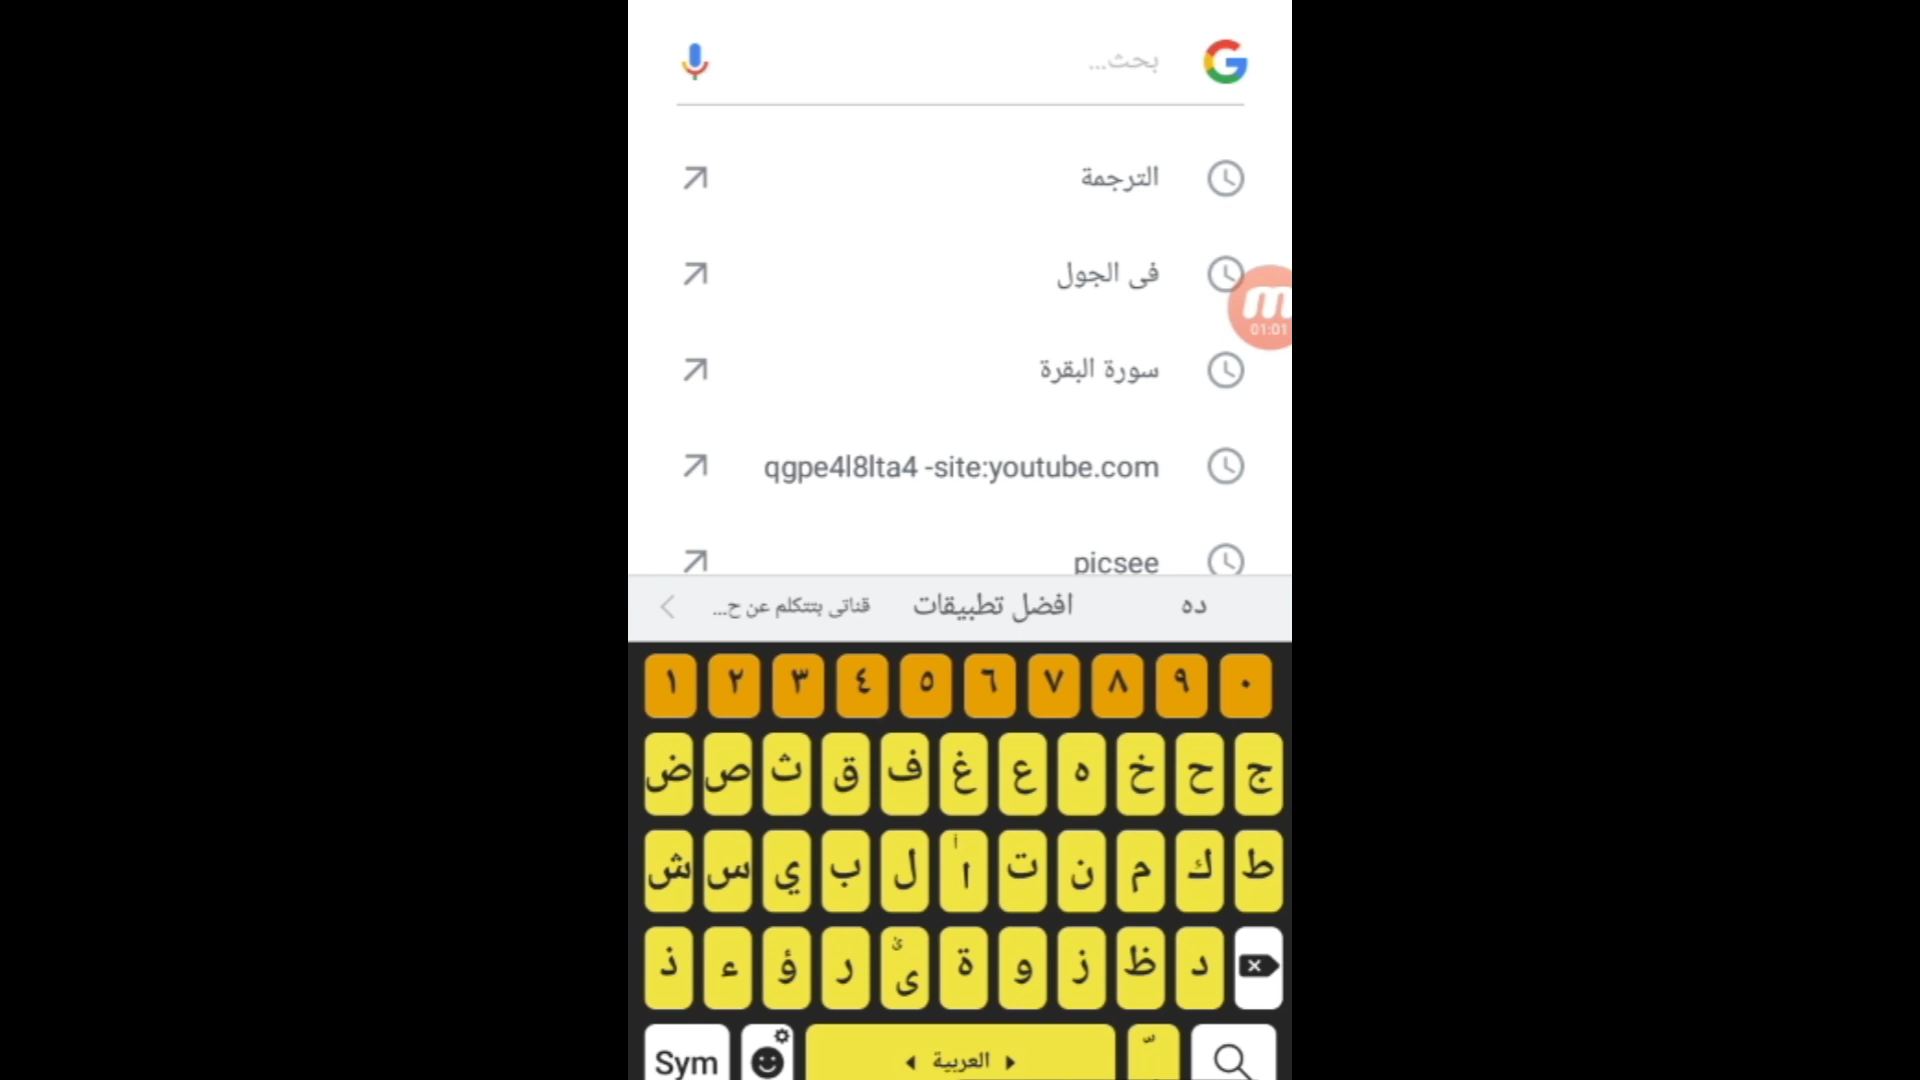 بحث...
الترجمة
فى الجول
01:01
سورة البقرة
qgpe4l8lta4 -site:youtube.com
picsee
ده افضل تطبيقات قناتى بتتكلم عن ح...
١ ٢ ٣ ٤ ٥ ٦ ٧ ٨ ٩ ٠
ض ص ث ق ف غ ع ه خ ح ج
ش س ي ب ل ا أ ت ن م ك ط
ذ ء ؤ ر ى ئ ة و ز ظ د
Sym العربية